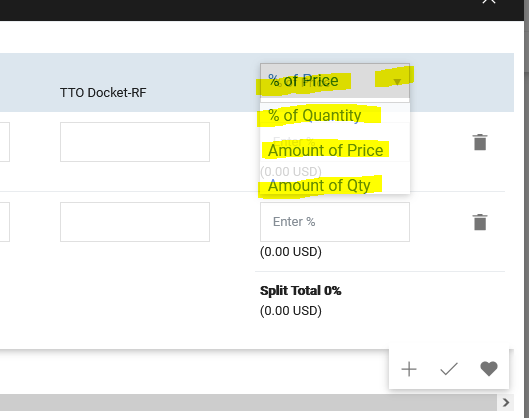 % of Price
TTO Docket-RF
% of Quantity
Enter %
Amount of Price
(0.00 USD)
Amount of Qty
Enter %
(0.00 USD)
Split Total 0%
(0.00 USD)